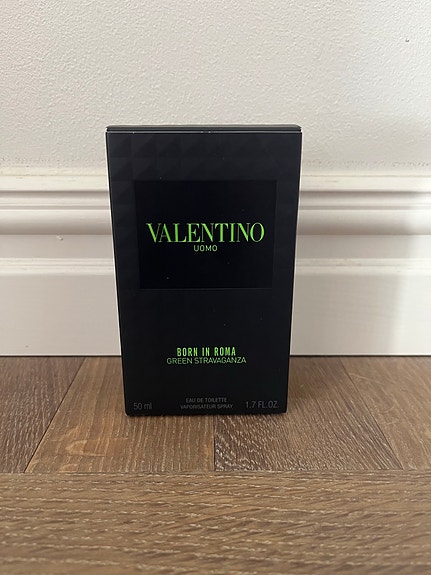 VALENTINO
UOMO
BORN IN ROMA
GREEN STRAVAGANZA
EAU DE TOILETTE
50 ml VAPORISATEUR SPRAY 1.7 FL.OZ.